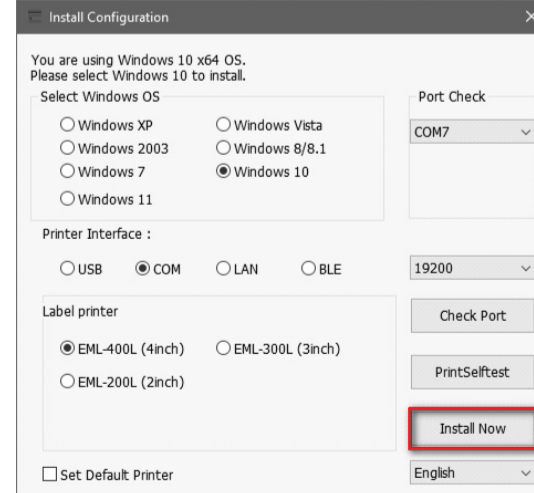 Install Configuration
You are using Windows 10 x64 OS.
Please select Windows 10 to install.
Select Windows OS
Windows XP
Windows Vista
Windows 2003
Windows 8/8.1
Windows 7
Windows 10
Windows 11
Port Check
COM7
Printer Interface :
USB
COM
LAN
BLE
19200
Label printer
EML-400L (4inch)
EML-300L (3inch)
EML-200L (2inch)
Check Port
PrintSelftest
Install Now
Set Default Printer
English